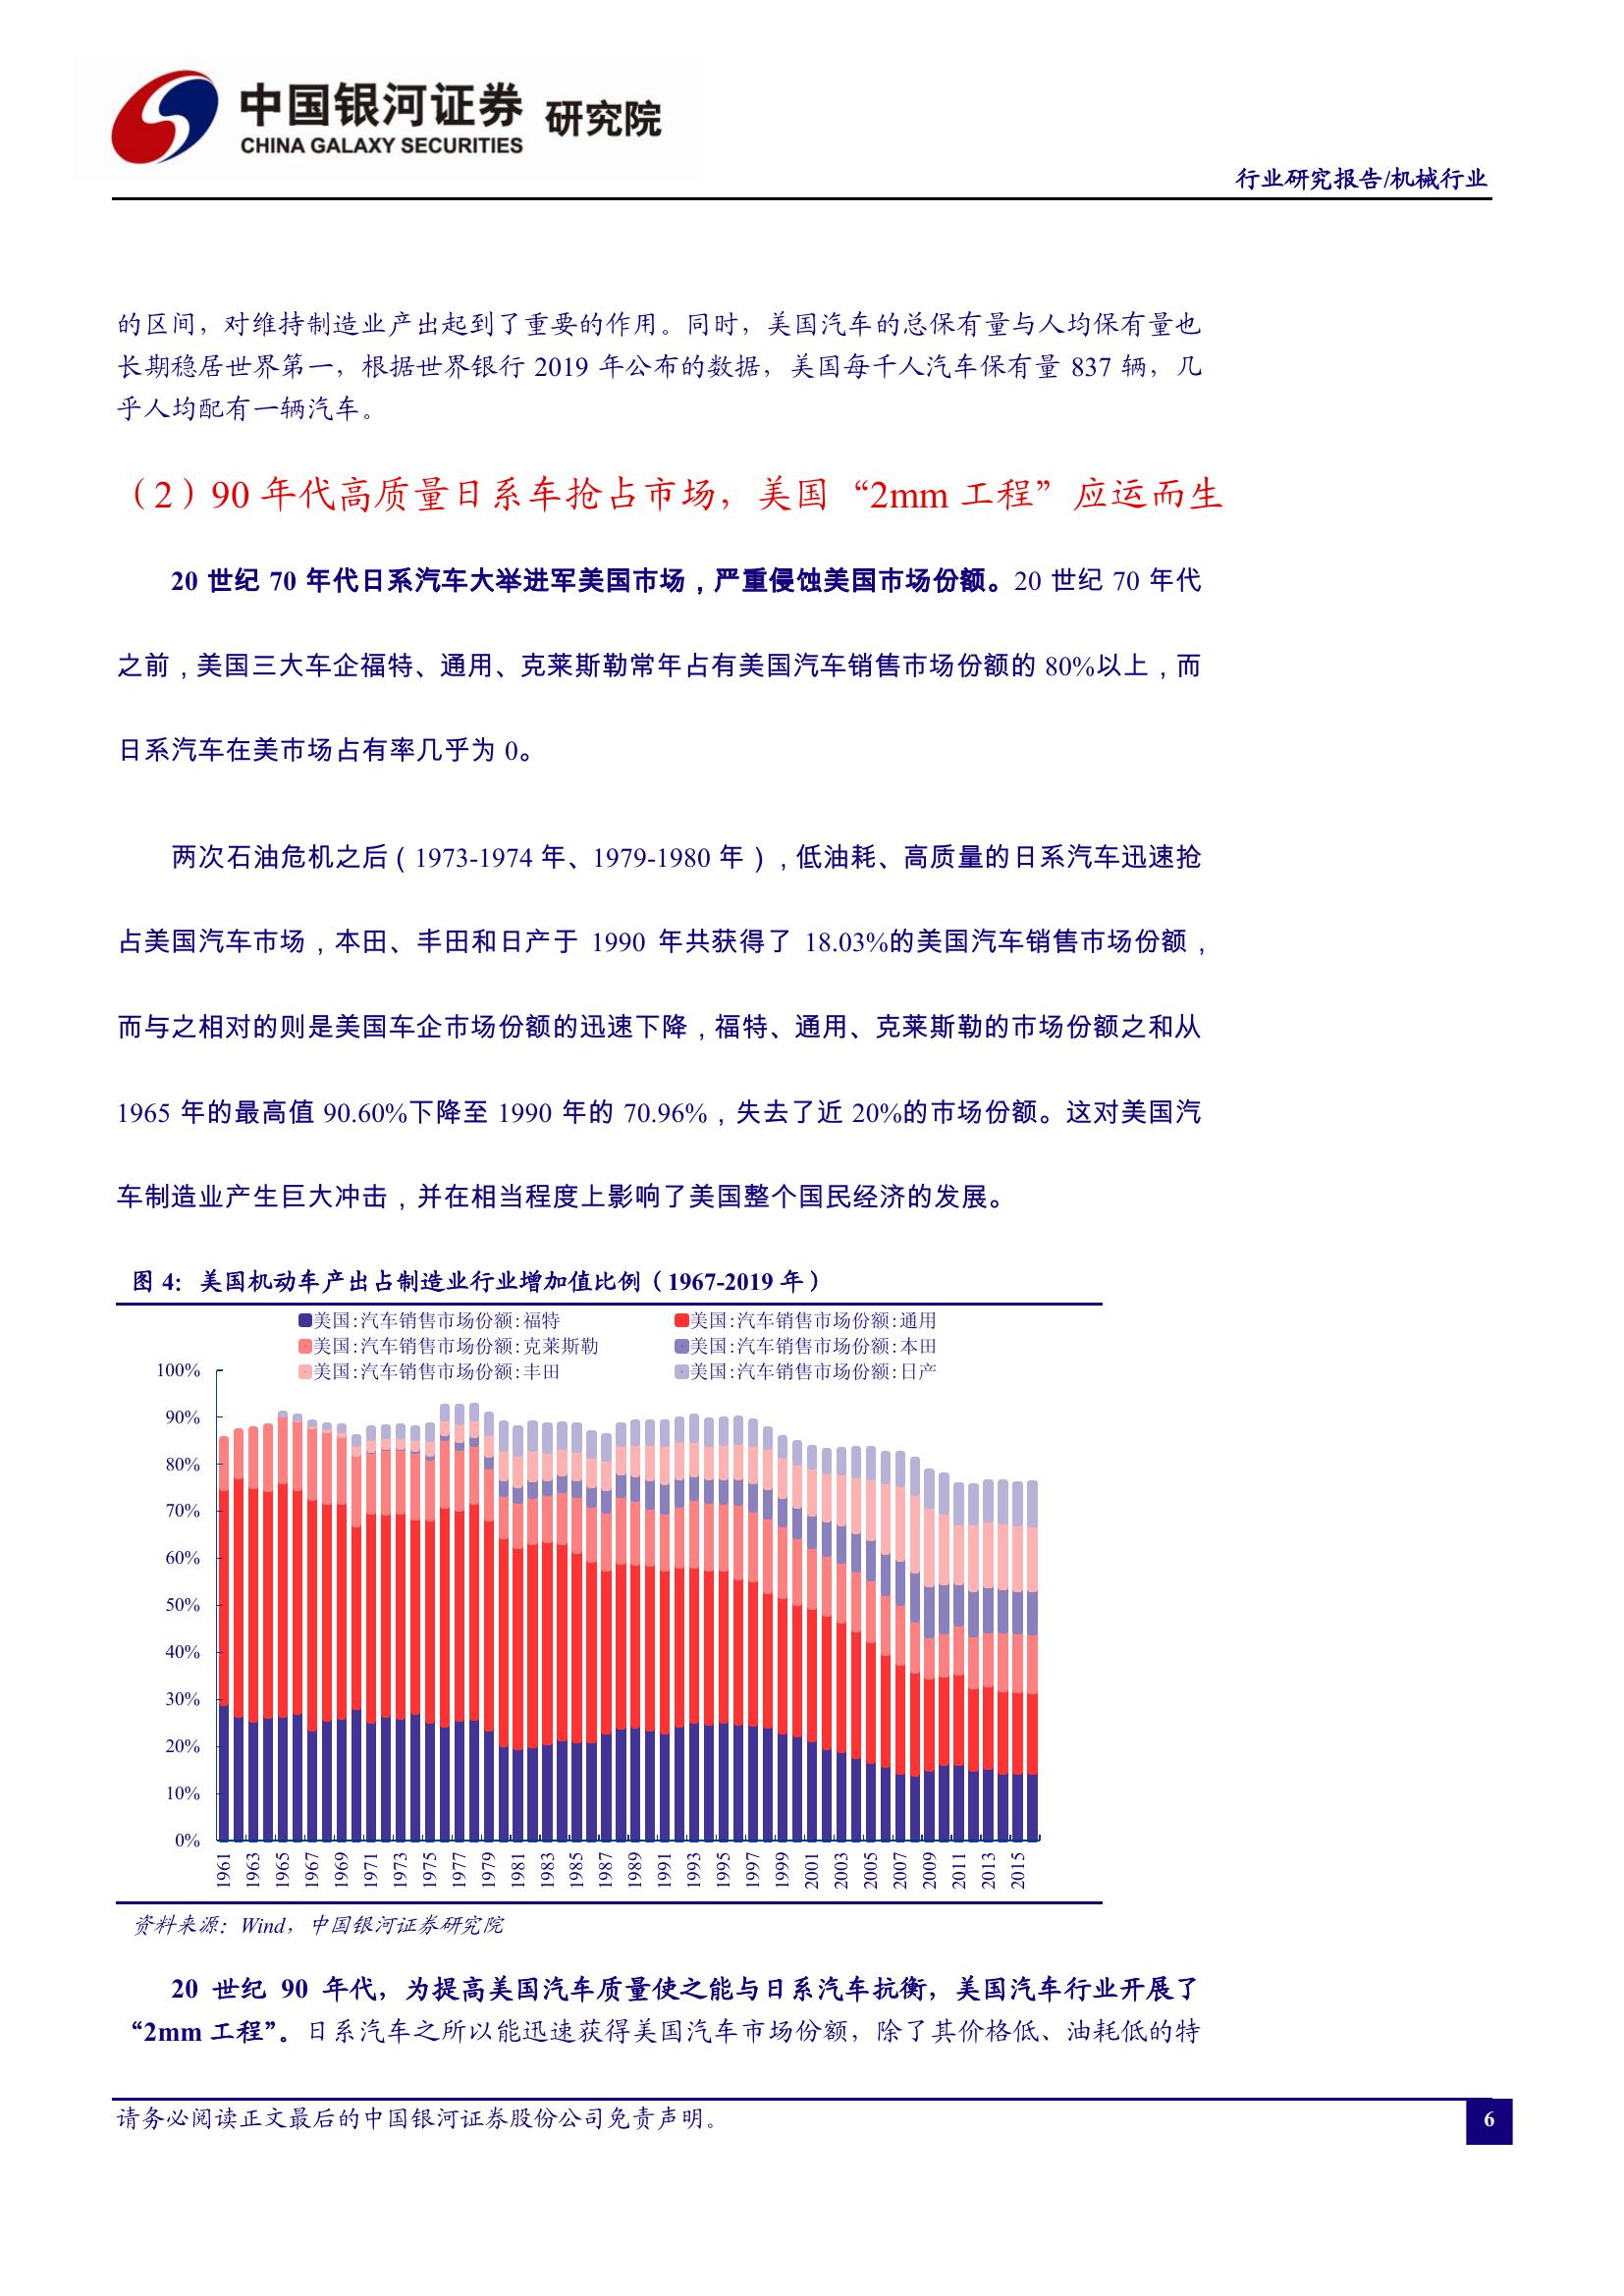 中国银河证券 研究院
CHINA GALAXY SECURITIES
行业研究报告/机械行业
的区间，对维持制造业产出起到了重要的作用。同时，美国汽车的总保有量与人均保有量也
长期稳居世界第一，根据世界银行 2019 年公布的数据，美国每千人汽车保有量 837 辆，几
乎人均配有一辆汽车。
（2）90 年代高质量日系车抢占市场，美国“2mm 工程”应运而生
20 世纪 70 年代日系汽车大举进军美国市场，严重侵蚀美国市场份额。20 世纪 70 年代
之前，美国三大车企福特、通用、克莱斯勒常年占有美国汽车销售市场份额的 80%以上，而
日系汽车在美市场占有率几乎为 0。
两次石油危机之后（1973-1974 年、1979-1980 年），低油耗、高质量的日系汽车迅速抢
占美国汽车市场，本田、丰田和日产于 1990 年共获得了 18.03%的美国汽车销售市场份额，
而与之相对的则是美国车企市场份额的迅速下降，福特、通用、克莱斯勒的市场份额之和从
1965 年的最高值 90.60%下降至 1990 年的 70.96%，失去了近 20%的市场份额。这对美国汽
车制造业产生巨大冲击，并在相当程度上影响了美国整个国民经济的发展。
图 4：美国机动车产出占制造业行业增加值比例（1967-2019 年）
美国:汽车销售市场份额:福特 美国:汽车销售市场份额:通用
美国:汽车销售市场份额:克莱斯勒 美国:汽车销售市场份额:本田
美国:汽车销售市场份额:丰田 美国:汽车销售市场份额:日产
100%
90%
80%
70%
60%
50%
40%
30%
20%
10%
0%
1961 1963 1965 1967 1969 1971 1973 1975 1977 1979 1981 1983 1985 1987 1989 1991 1993 1995 1997 1999 2001 2003 2005 2007 2009 2011 2013 2015
资料来源：Wind，中国银河证券研究院
20 世纪 90 年代，为提高美国汽车质量使之能与日系汽车抗衡，美国汽车行业开展了
“2mm 工程”。日系汽车之所以能迅速获得美国汽车市场份额，除了其价格低、油耗低的特
请务必阅读正文最后的中国银河证券股份公司免责声明。
6